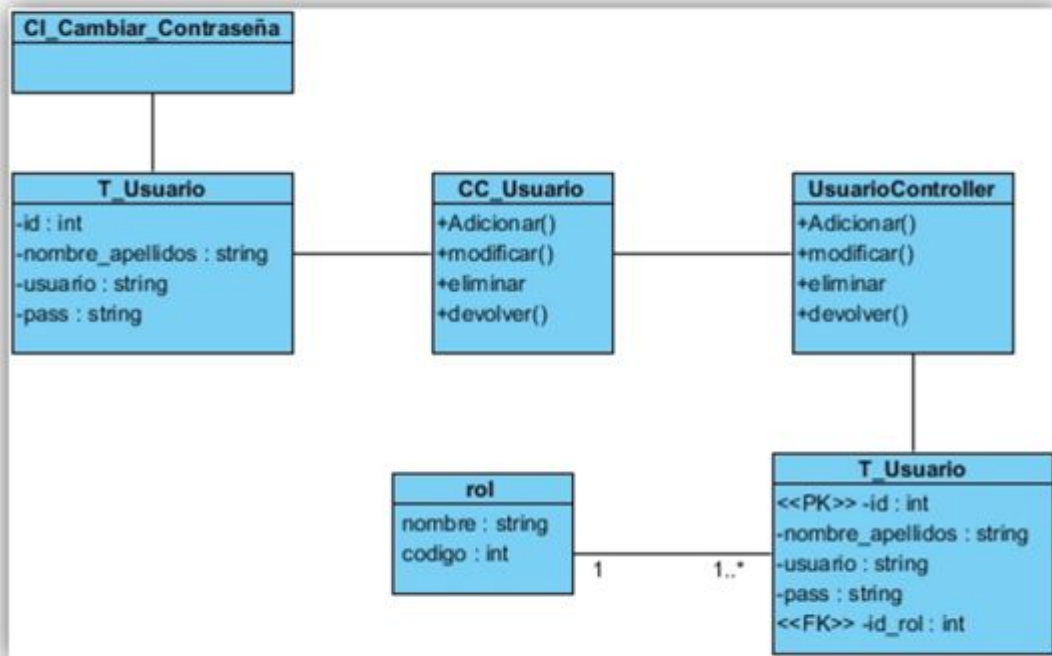 CI_Cambiar_Contraseña
T_Usuario
-id : int
-nombre_apellidos : string
-usuario : string
-pass : string
CC_Usuario
+Adicionar()
+modificar()
+eliminar
+devolver()
UsuarioController
+Adicionar()
+modificar()
+eliminar
+devolver()
rol
nombre : string
codigo : int
1
1..*
T_Usuario
<<PK>> -id : int
-nombre_apellidos : string
-usuario : string
-pass : string
<<FK>> -id_rol : int